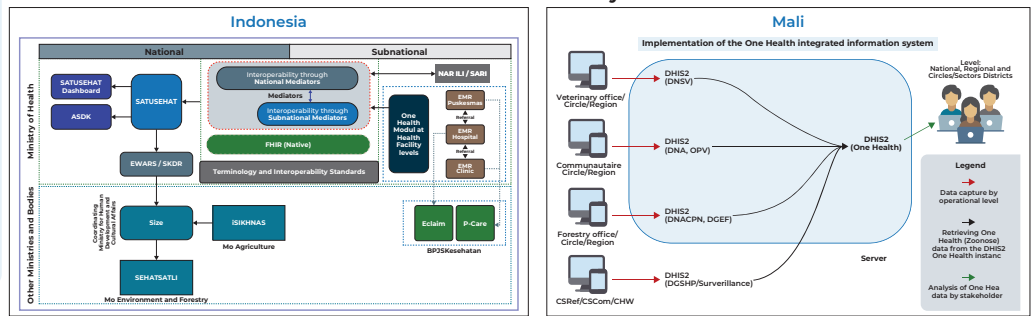 Indonesia
National
Subnational
Ministry of Health
SATUSEHAT
Dashboard
ASDK
SATUSEHAT
Interoperability through
National Mediators
Mediators
Interoperability through
Subnational Mediators
FHIR (Native)
Terminology and Interoperability Standards
NAR ILI / SARI
One
Health
Modul at
Health
Facility
levels
EMR
Puskesmas
Referral
EMR
Hospital
Referral
EMR
Clinic
EWARS / SKDR
Other Ministries and Bodies
Coordinating
Ministry for Human
Development and
Cultural Affairs
Size
iSIKHNAS
Mo Agriculture
SEHATSATLI
Mo Environment and Forestry
Eclaim
P-Care
BPJSKesehatan
Mali
Implementation of the One Health integrated information system
Veterinary office/
Circle/Region
DHIS2
(DNSV)
Communautaire
Circle/Region
DHIS2
(DNA, OPV)
Forestry office/
Circle/Region
DHIS2
(DNACPN, DGEF)
CSRef/CSCom/CHW
DHIS2
(DGSHP/Surverillance)
DHIS2
(One Health)
Server
Level:
National, Regional and
Circles/Sectors Districts
Legend
Data capture by
operational level
Retrieving One
Health (Zoonose)
data from the DHIS2
One Health instanc
Analysis of One Hea
data by stakeholder